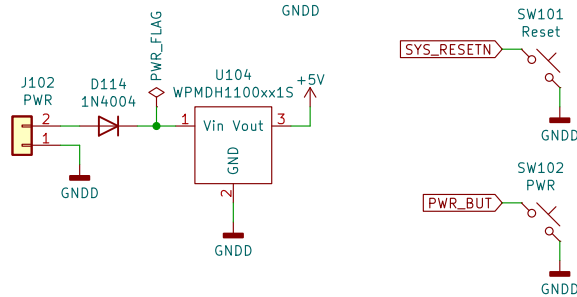 GNDD
PWR_FLAG
J102
PWR
2
1
D114
1N4004
U104
WPMDH1100xx1S
1
Vin Vout
3
GND
2
+5V
GNDD
GNDD
SW101
Reset
SYS_RESETN
GNDD
SW102
PWR
PWR_BUT
GNDD